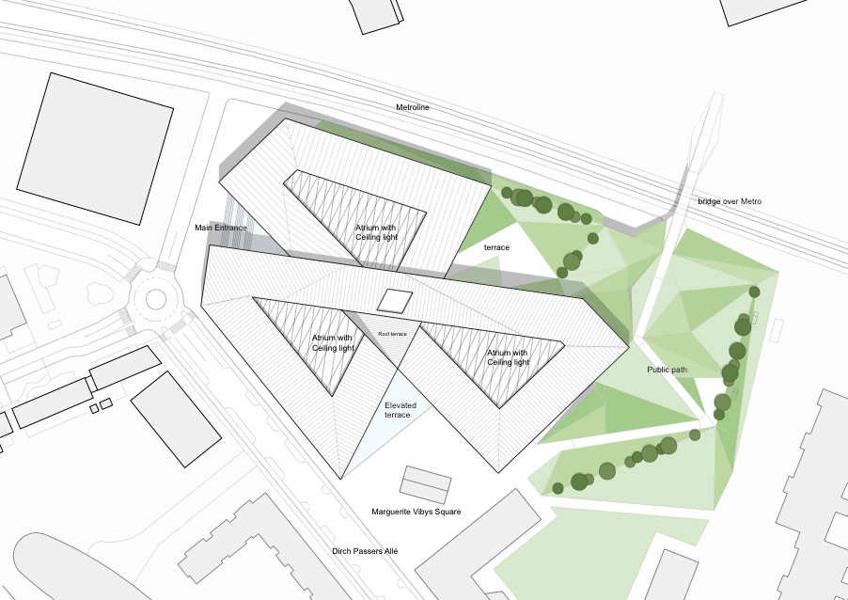 Metroline
bridge over Metro
Main Entrance
Atrium with
Ceiling light
terrace
Roof terrace
Atrium with
Ceiling light
Atrium with
Ceiling light
Public path
Elevated
terrace
Marguerite Vibys Square
Dirch Passers Allé